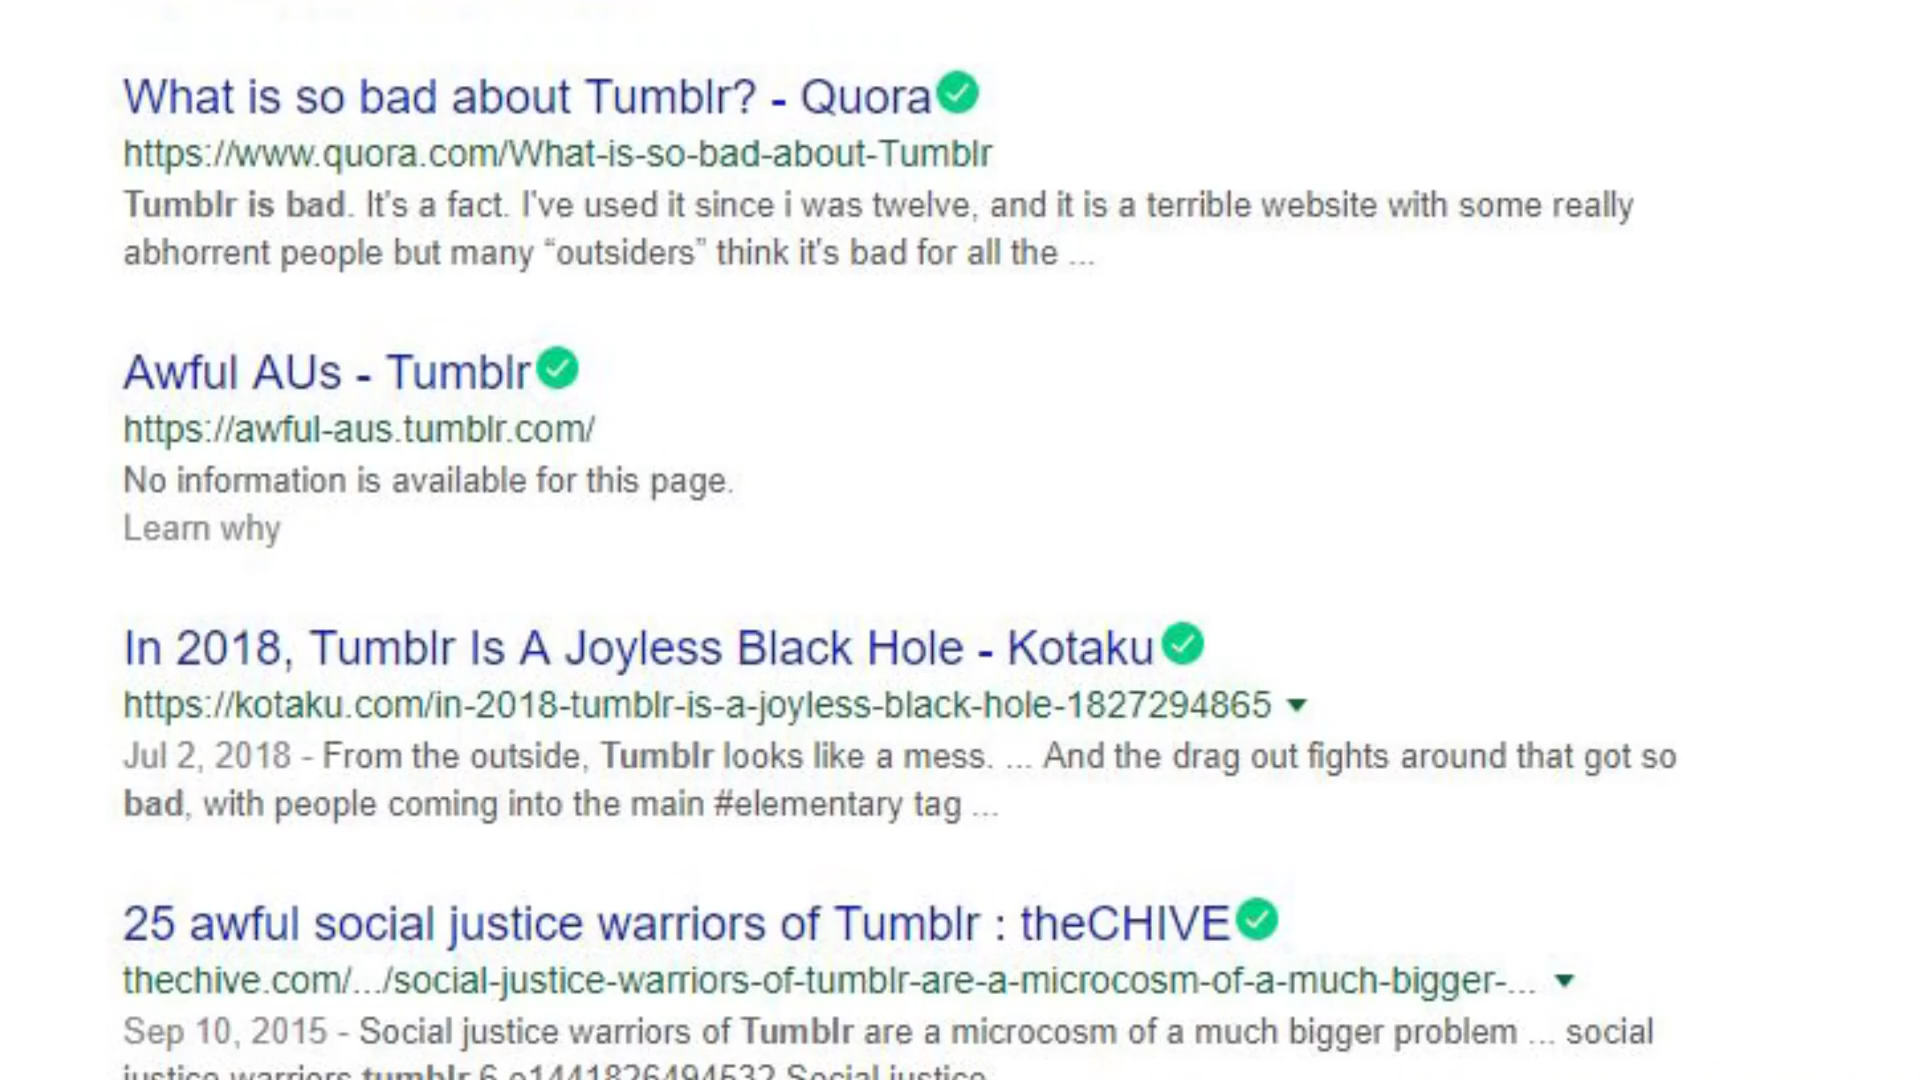 What is so bad about Tumblr? - Quora
https://www.quora.com/What-is-so-bad-about-Tumblr
Tumblr is bad. It's a fact. I've used it since i was twelve, and it is a terrible website with some really
abhorrent people but many “outsiders” think it's bad for all the ...
Awful AUs - Tumblr
https://awful-aus.tumblr.com/
No information is available for this page.
Learn why
In 2018, Tumblr Is A Joyless Black Hole - Kotaku
https://kotaku.com/in-2018-tumblr-is-a-joyless-black-hole-1827294865
Jul 2, 2018 - From the outside, Tumblr looks like a mess. ... And the drag out fights around that got so
bad, with people coming into the main #elementary tag ...
25 awful social justice warriors of Tumblr : theCHIVE
thechive.com/.../social-justice-warriors-of-tumblr-are-a-microcosm-of-a-much-bigger-...
Sep 10, 2015 - Social justice warriors of Tumblr are a microcosm of a much bigger problem ... social
justice warriors tumblr 6 e1441826494532 Social justice